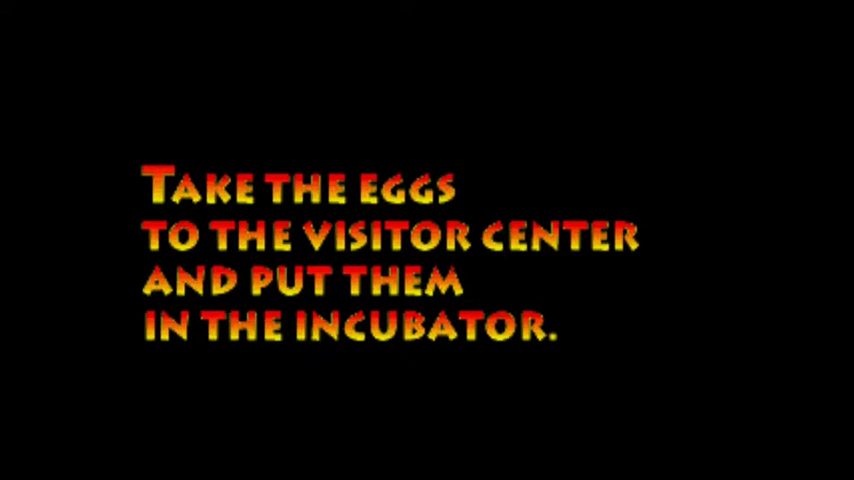 Take the eggs
to the visitor center
and put them
in the incubator.